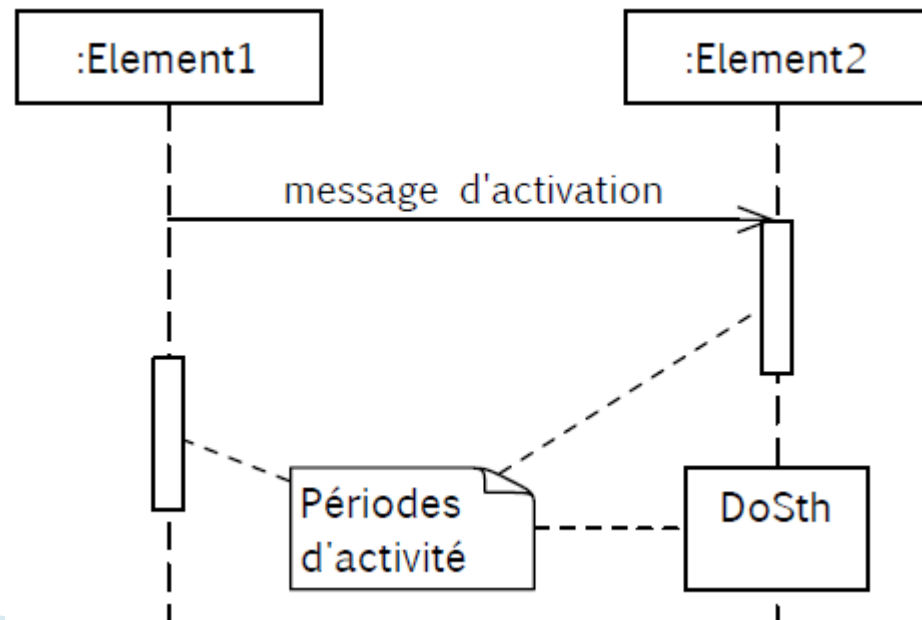 :Element1
:Element2
message d'activation
Périodes
d'activité
DoSth